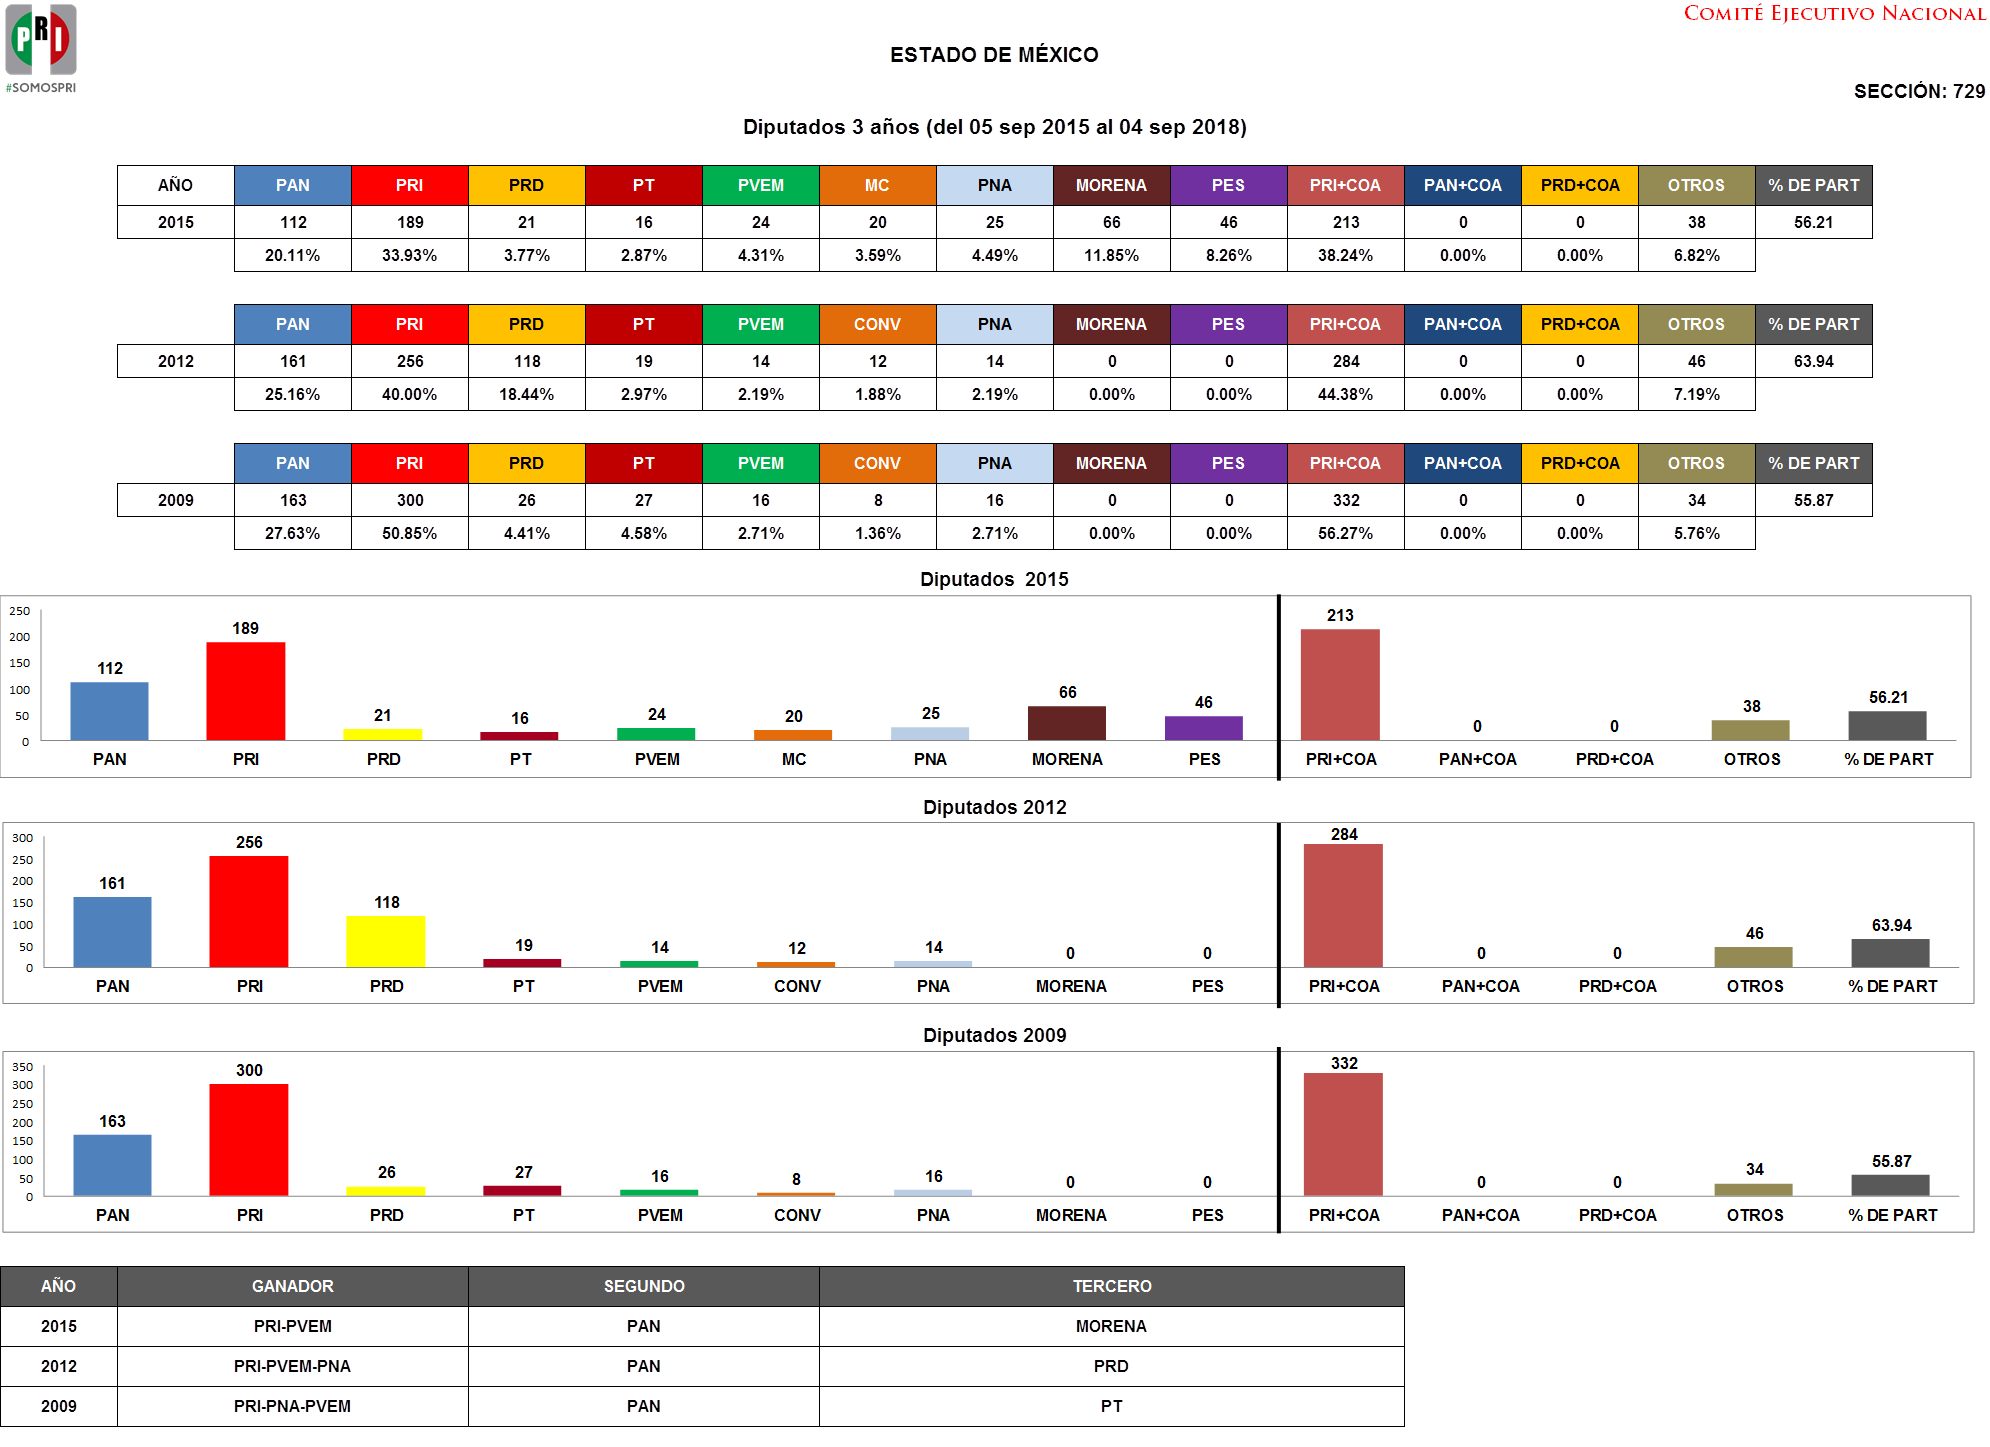 PRI
#SOMOSPRI
COMITÉ EJECUTIVO NACIONAL
ESTADO DE MÉXICO
SECCIÓN: 729
Diputados 3 años (del 05 sep 2015 al 04 sep 2018)
AÑO PAN PRI PRD PT PVEM MC PNA MORENA PES PRI+COA PAN+COA PRD+COA OTROS % DE PART
2015 112 189 21 16 24 20 25 66 46 213 0 0 38 56.21
20.11% 33.93% 3.77% 2.87% 4.31% 3.59% 4.49% 11.85% 8.26% 38.24% 0.00% 0.00% 6.82%
PAN PRI PRD PT PVEM CONV PNA MORENA PES PRI+COA PAN+COA PRD+COA OTROS % DE PART
2012 161 256 118 19 14 12 14 0 0 284 0 0 46 63.94
25.16% 40.00% 18.44% 2.97% 2.19% 1.88% 2.19% 0.00% 0.00% 44.38% 0.00% 0.00% 7.19%
PAN PRI PRD PT PVEM CONV PNA MORENA PES PRI+COA PAN+COA PRD+COA OTROS % DE PART
2009 163 300 26 27 16 8 16 0 0 332 0 0 34 55.87
27.63% 50.85% 4.41% 4.58% 2.71% 1.36% 2.71% 0.00% 0.00% 56.27% 0.00% 0.00% 5.76%
Diputados 2015
250
200
150
100
50
0
112 189 21 16 24 20 25 66 46 213 0 0 38 56.21
PAN PRI PRD PT PVEM MC PNA MORENA PES PRI+COA PAN+COA PRD+COA OTROS % DE PART
Diputados 2012
300
250
200
150
100
50
0
161 256 118 19 14 12 14 0 0 284 0 0 46 63.94
PAN PRI PRD PT PVEM CONV PNA MORENA PES PRI+COA PAN+COA PRD+COA OTROS % DE PART
Diputados 2009
350
300
250
200
150
100
50
0
163 300 26 27 16 8 16 0 0 332 0 0 34 55.87
PAN PRI PRD PT PVEM CONV PNA MORENA PES PRI+COA PAN+COA PRD+COA OTROS % DE PART
AÑO GANADOR SEGUNDO TERCERO
2015 PRI-PVEM PAN MORENA
2012 PRI-PVEM-PNA PAN PRD
2009 PRI-PNA-PVEM PAN PT